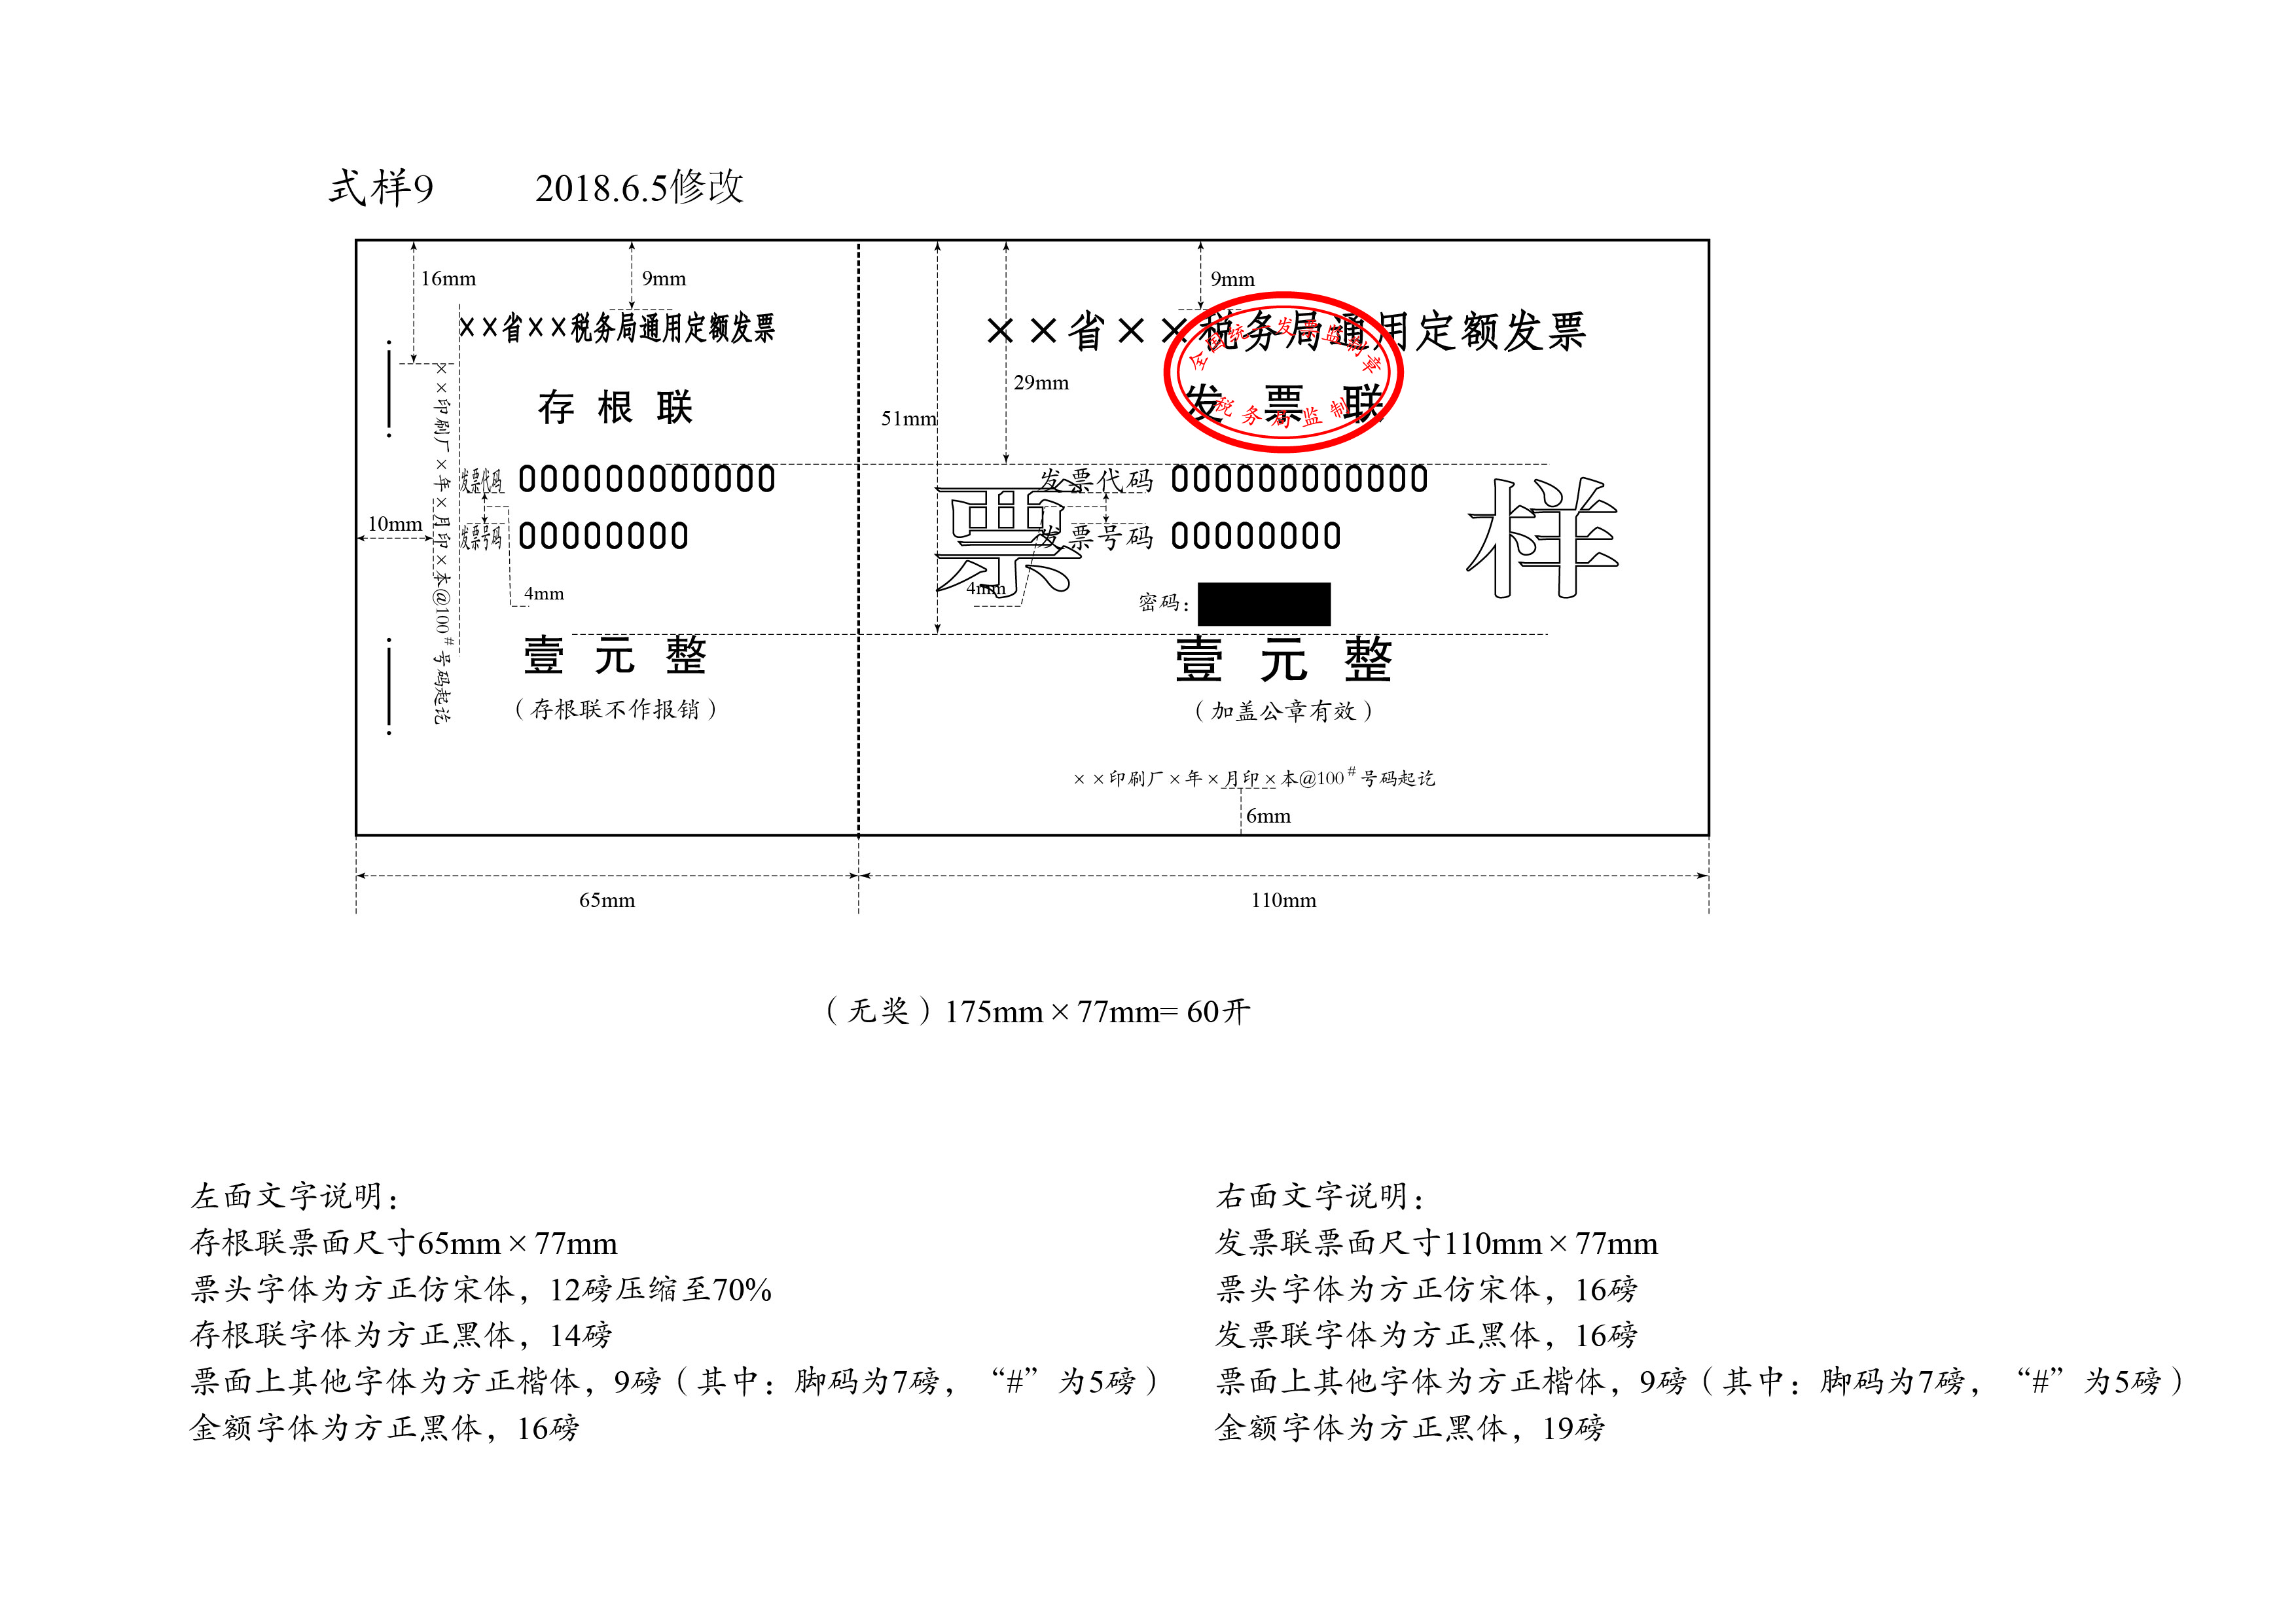 式样9 2018.6.5修改
16mm 9mm 9mm
××省××税务局通用定额发票
××省××税务局通用定额发票
全国统一发票监制章
税务局监制
29mm
51mm
存根联
发票联
××印刷厂×年×月印×本@100#号码起讫
发票代码 000000000000
发票代码 000000000000
票 样
10mm
发票号码 00000000
发票号码 00000000
4mm
4mm
密码：
壹元整
壹元整
（存根联不作报销）
（加盖公章有效）
××印刷厂×年×月印×本@100#号码起讫
6mm
65mm 110mm
（无奖）175mm×77mm=60开
左面文字说明：
存根联票面尺寸65mm×77mm
票头字体为方正仿宋体，12磅压缩至70%
存根联字体为方正黑体，14磅
票面上其他字体为方正楷体，9磅（其中：脚码为7磅，“#”为5磅）
金额字体为方正黑体，16磅
右面文字说明：
发票联票面尺寸110mm×77mm
票头字体为方正仿宋体，16磅
发票联字体为方正黑体，16磅
票面上其他字体为方正楷体，9磅（其中：脚码为7磅，“#”为5磅）
金额字体为方正黑体，19磅